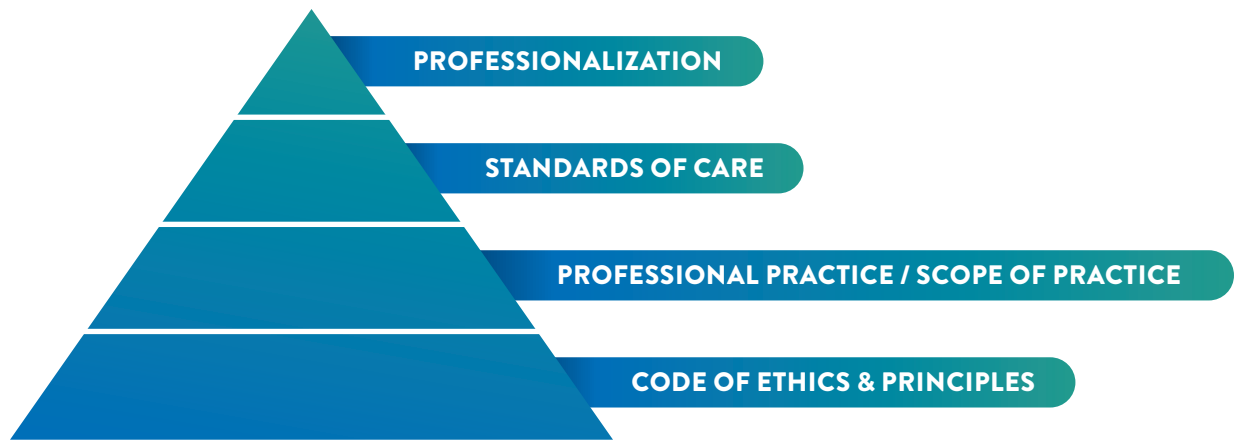 PROFESSIONALIZATION
STANDARDS OF CARE
PROFESSIONAL PRACTICE / SCOPE OF PRACTICE
CODE OF ETHICS & PRINCIPLES